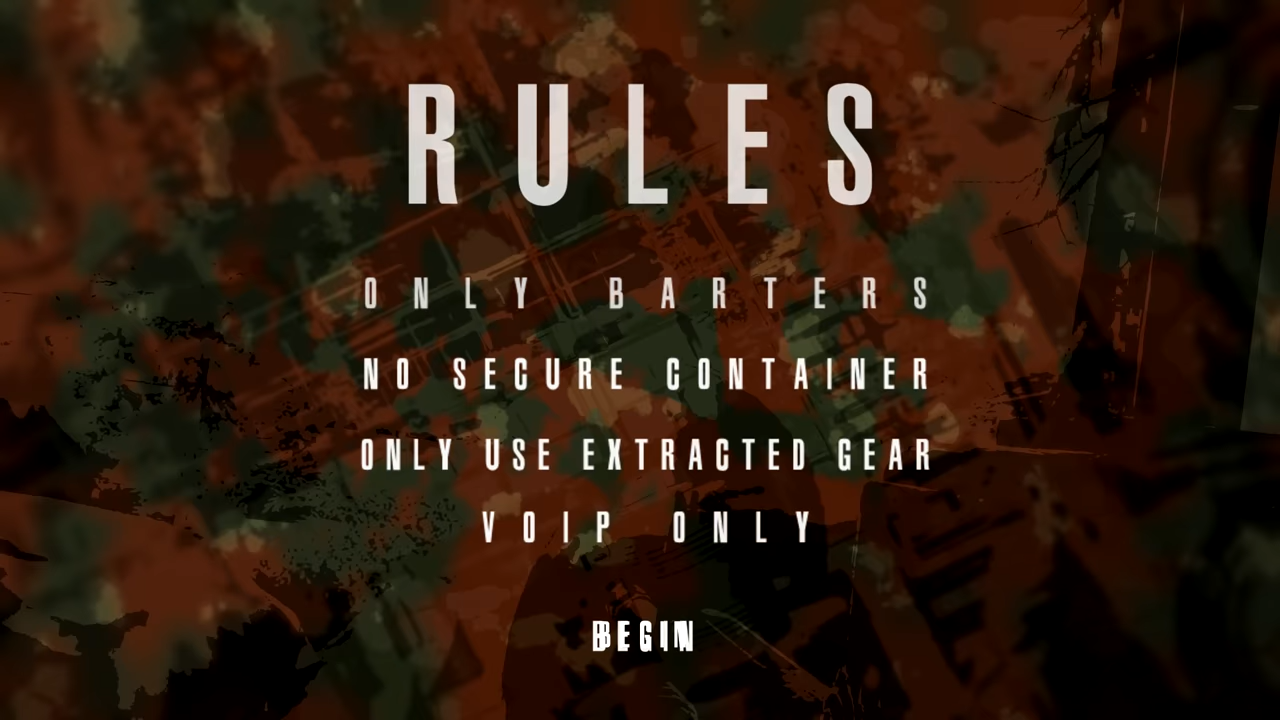 RULES
ONLY BARTERS
NO SECURE CONTAINER
ONLY USE EXTRACTED GEAR
VOIP ONLY
BEGIN